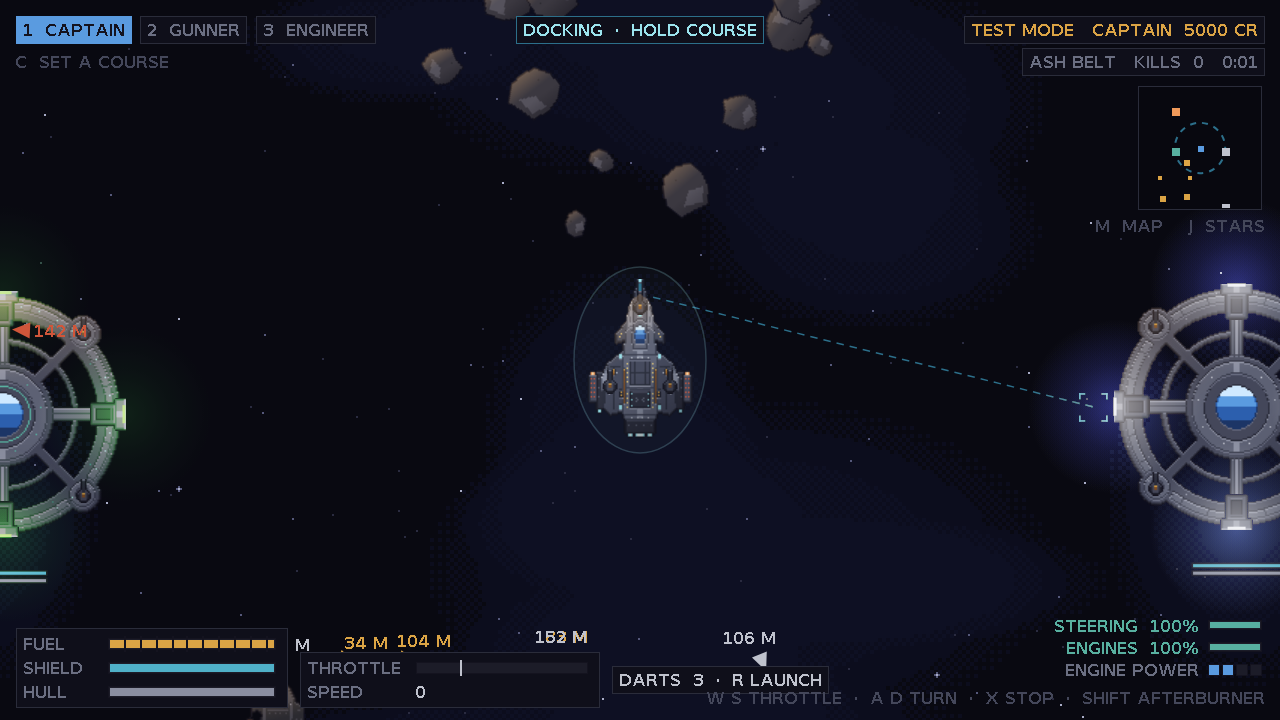 1 CAPTAIN 2 GUNNER 3 ENGINEER
DOCKING · HOLD COURSE
TEST MODE CAPTAIN 5000 CR
C SET A COURSE
ASH BELT KILLS 0 0:01
M MAP J STARS
142 M
FUEL
SHIELD
HULL
M
34 M
104 M
THROTTLE
SPEED 0
106 M
DARTS 3 · R LAUNCH
STEERING 100%
ENGINES 100%
ENGINE POWER
W S THROTTLE · A D TURN · X STOP · SHIFT AFTERBURNER